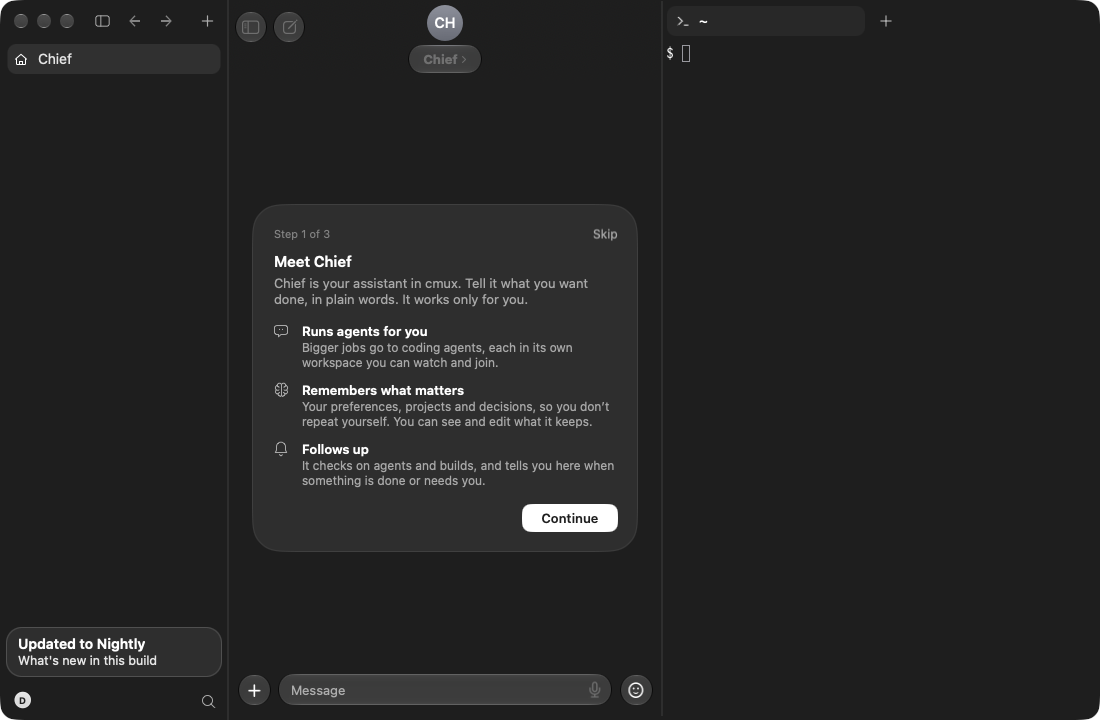 Chief
CH
Chief
Step 1 of 3
Skip
Meet Chief
Chief is your assistant in cmux. Tell it what you want
done, in plain words. It works only for you.
Runs agents for you
Bigger jobs go to coding agents, each in its own
workspace you can watch and join.
Remembers what matters
Your preferences, projects and decisions, so you don't
repeat yourself. You can see and edit what it keeps.
Follows up
It checks on agents and builds, and tells you here when
something is done or needs you.
Continue
Message
~
$
Updated to Nightly
What's new in this build
D